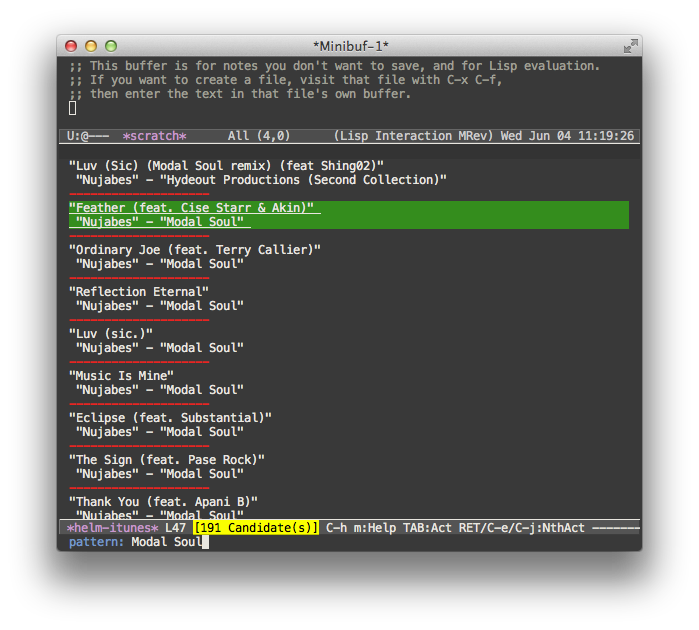 *Minibuf-1*
;; This buffer is for notes you don't want to save, and for Lisp evaluation.
;; If you want to create a file, visit that file with C-x C-f,
;; then enter the text in that file's own buffer.
U:@--- *scratch* All (4,0) (Lisp Interaction MRev) Wed Jun 04 11:19:26
"Luv (Sic) (Modal Soul remix) (feat Shing02)"
"Nujabes" - "Hydeout Productions (Second Collection)"
--------------------
"Feather (feat. Cise Starr & Akin)"
"Nujabes" - "Modal Soul"
--------------------
"Ordinary Joe (feat. Terry Callier)"
"Nujabes" - "Modal Soul"
--------------------
"Reflection Eternal"
"Nujabes" - "Modal Soul"
--------------------
"Luv (sic.)"
"Nujabes" - "Modal Soul"
--------------------
"Music Is Mine"
"Nujabes" - "Modal Soul"
--------------------
"Eclipse (feat. Substantial)"
"Nujabes" - "Modal Soul"
--------------------
"The Sign (feat. Pase Rock)"
"Nujabes" - "Modal Soul"
--------------------
"Thank You (feat. Apani B)"
"Nujabes" - "Modal Soul"
*helm-itunes* L47 [191 Candidate(s)] C-h m:Help TAB:Act RET/C-e/C-j:NthAct -------
pattern: Modal Soul